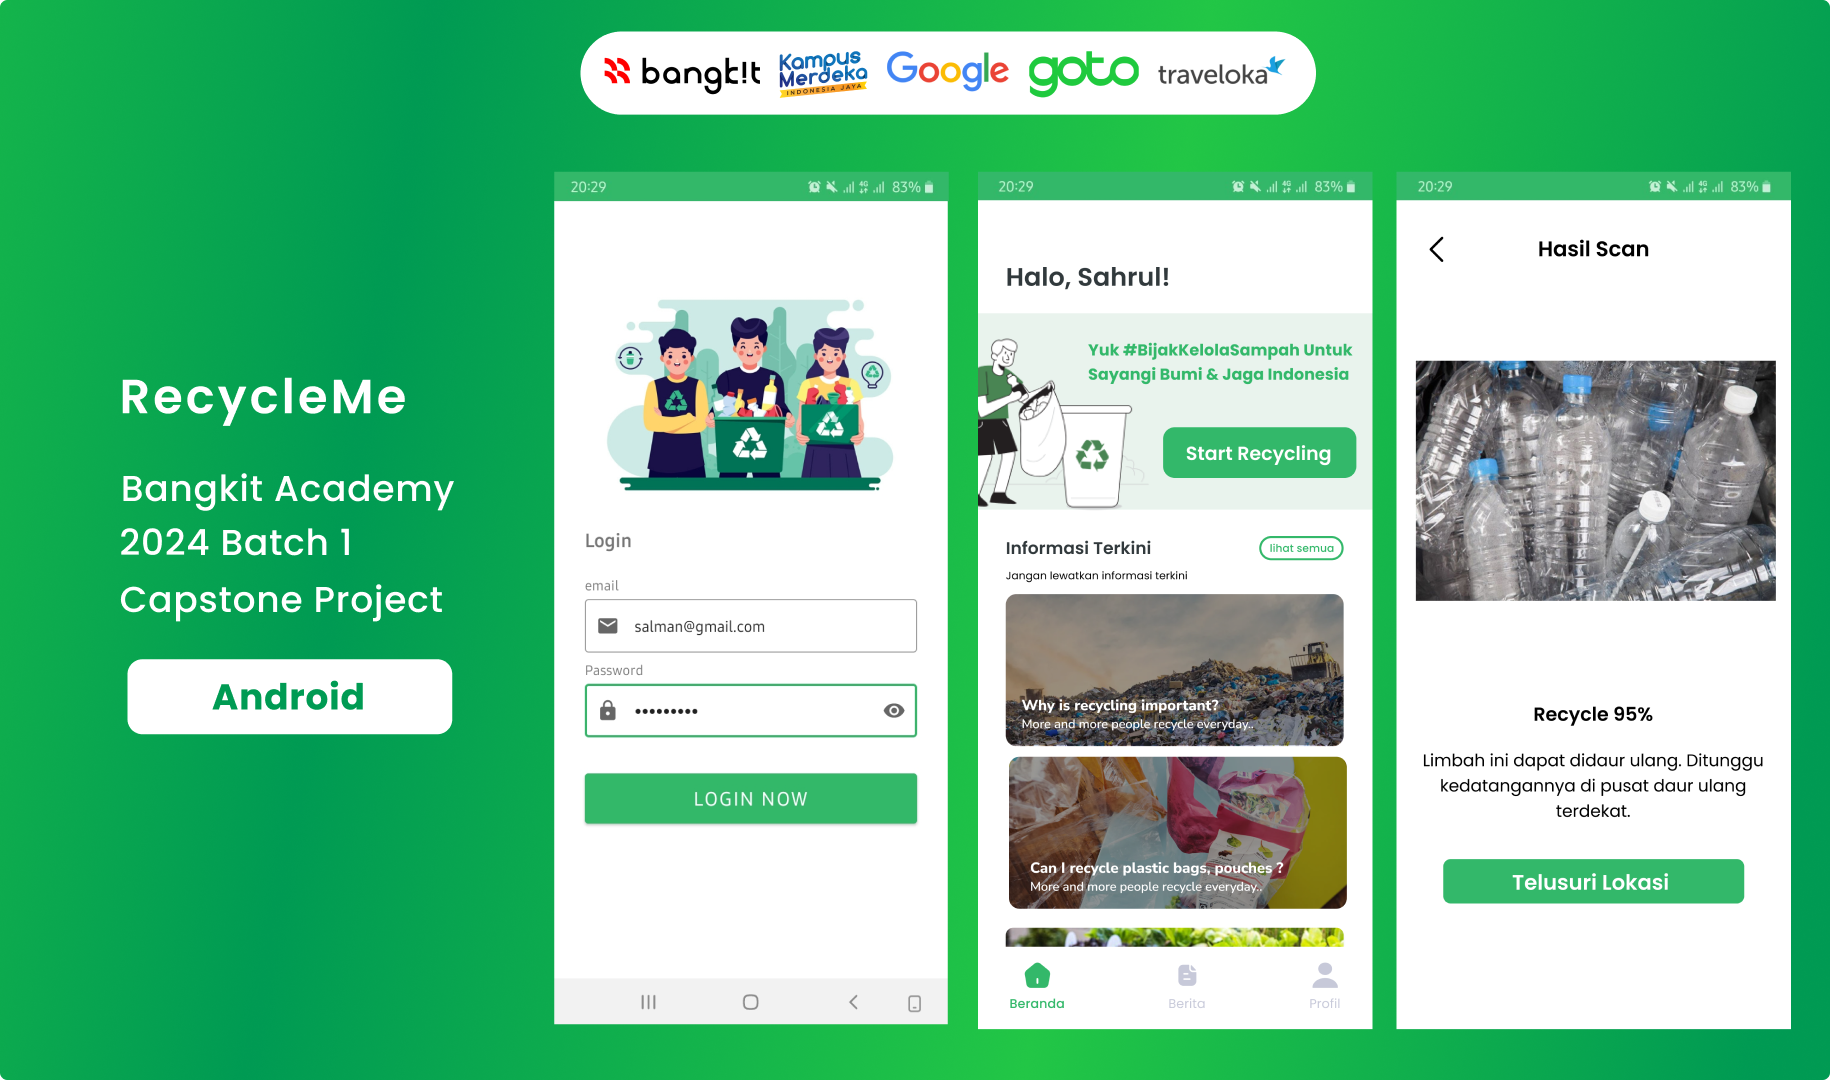 bangk!t
Kampus
Merdeka
INDONESIA JAYA
Google
goto
traveloka
RecycleMe
Bangkit Academy
2024 Batch 1
Capstone Project
Android
20:29
4G
83%
Login
email
salman@gmail.com
Password
•••••••••
LOGIN NOW
20:29
4G
83%
Halo, Sahrul!
Yuk #BijakKelolaSampah Untuk
Sayangi Bumi & Jaga Indonesia
Start Recycling
Informasi Terkini
lihat semua
Jangan lewatkan informasi terkini
Why is recycling important?
More and more people recycle everyday..
Can I recycle plastic bags, pouches ?
More and more people recycle everyday..
Beranda
Berita
Profil
20:29
4G
83%
Hasil Scan
Recycle 95%
Limbah ini dapat didaur ulang. Ditunggu
kedatangannya di pusat daur ulang
terdekat.
Telusuri Lokasi